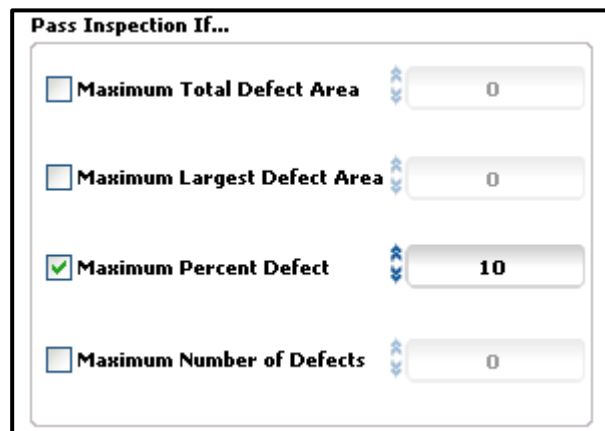 Pass Inspection If...
Maximum Total Defect Area 0
Maximum Largest Defect Area 0
Maximum Percent Defect 10
Maximum Number of Defects 0